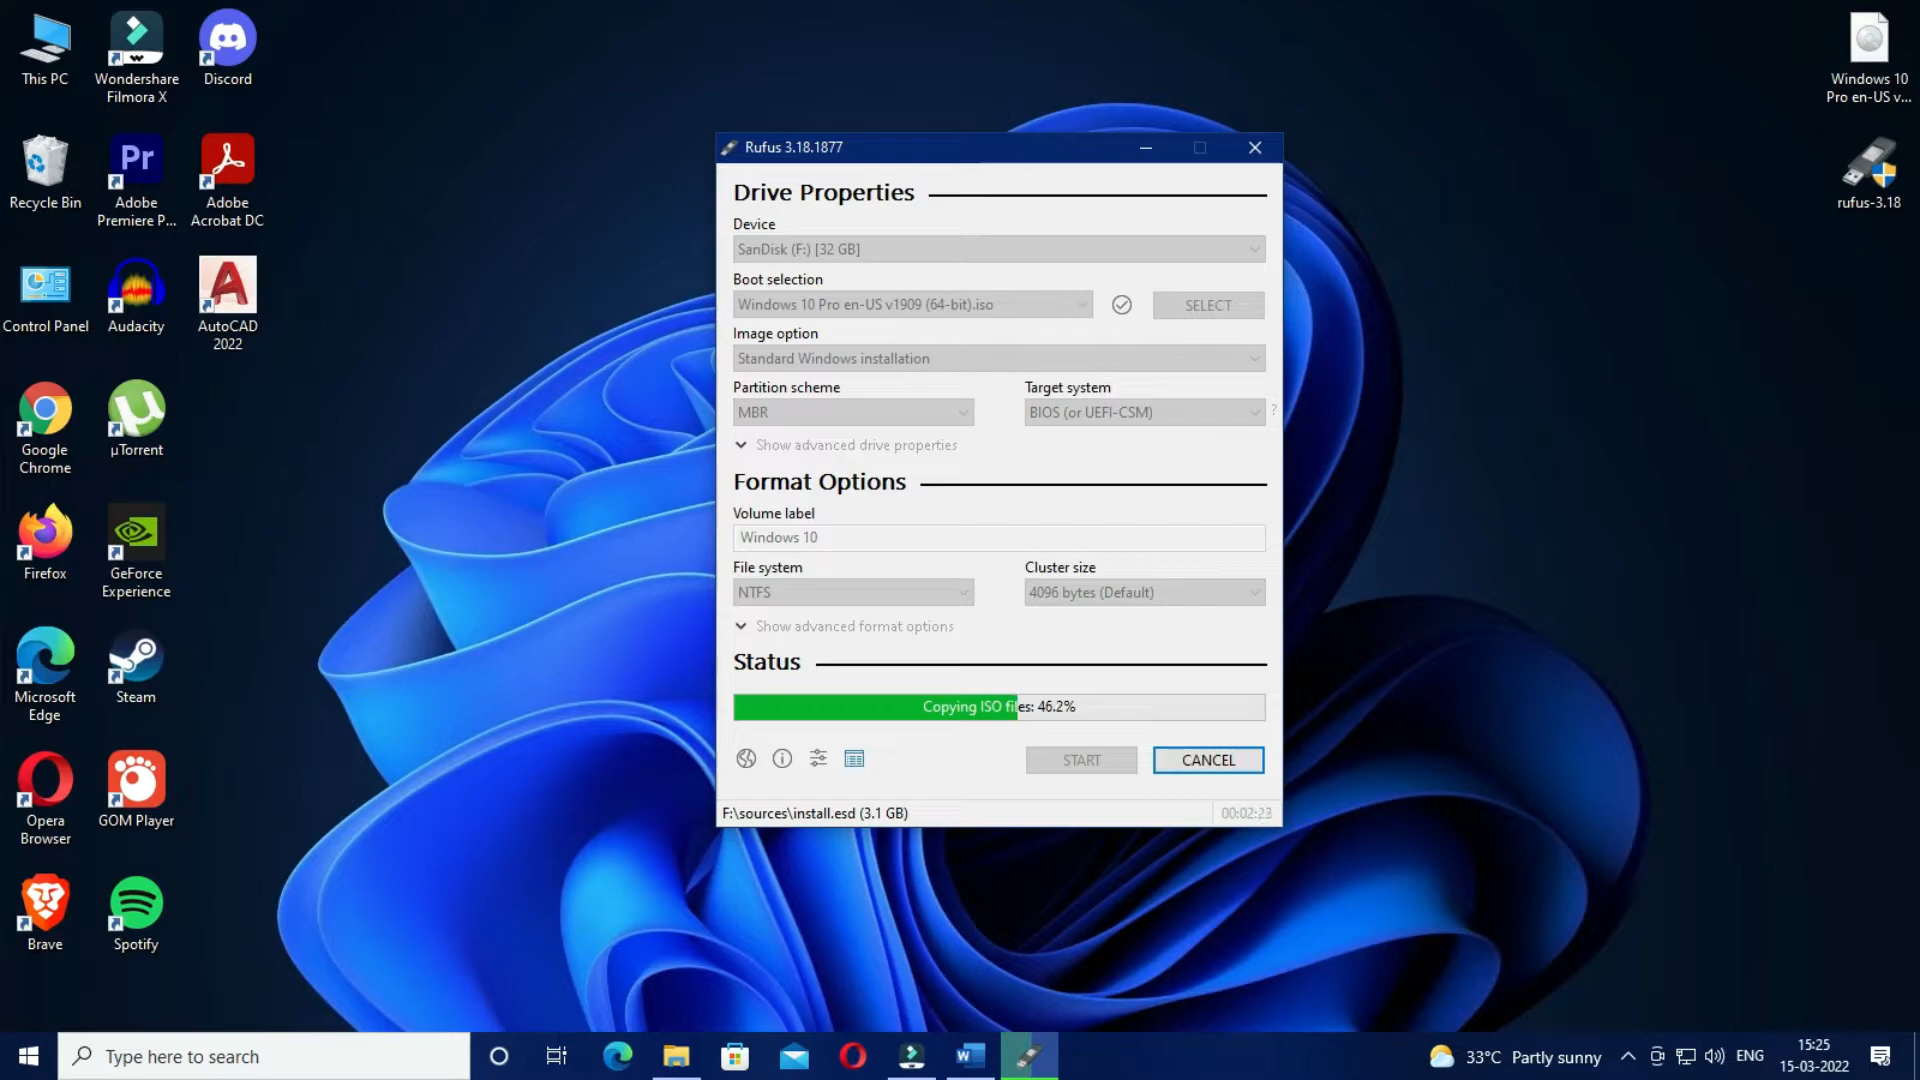 This PC
Wondershare
Filmora X
Discord
Recycle Bin
Pr
Adobe
Premiere P...
Adobe
Acrobat DC
Control Panel
Audacity
AutoCAD
2022
Google
Chrome
µTorrent
Firefox
GeForce
Experience
Microsoft
Edge
Steam
Opera
Browser
GOM Player
Brave
Spotify
Windows 10
Pro en-US v...
rufus-3.18
Rufus 3.18.1877
Drive Properties
Device
SanDisk (F:) [32 GB]
Boot selection
Windows 10 Pro en-US v1909 (64-bit).iso
SELECT
Image option
Standard Windows installation
Partition scheme
Target system
MBR
BIOS (or UEFI-CSM)
?
Show advanced drive properties
Format Options
Volume label
Windows 10
File system
Cluster size
NTFS
4096 bytes (Default)
Show advanced format options
Status
Copying ISO files: 46.2%
START
CANCEL
F:\sources\install.esd (3.1 GB)
00:02:23
Type here to search
W
33°C Partly sunny
ENG
15:25
15-03-2022